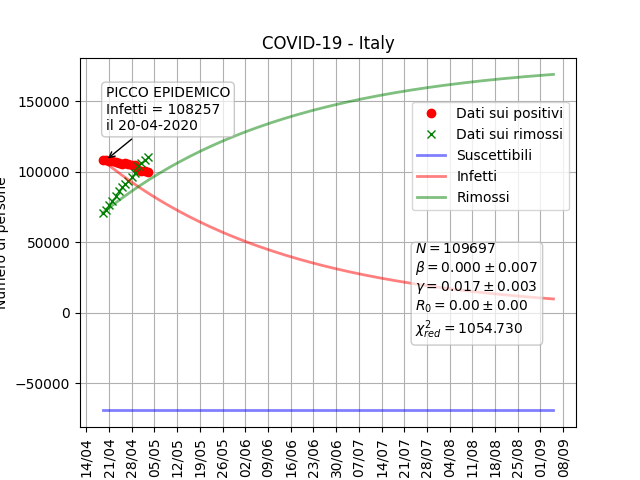 COVID-19 - Italy
PICCO EPIDEMICO
Infetti = 108257
il 20-04-2020
Dati sui positivi
Dati sui rimossi
Suscettibili
Infetti
Rimossi
N = 109697
β = 0.000 ± 0.007
γ = 0.017 ± 0.003
R₀ = 0.00 ± 0.00
χ²red = 1054.730
Numero di persone
150000
100000
50000
0
−50000
14/04
21/04
28/04
05/05
12/05
19/05
26/05
02/06
09/06
16/06
23/06
30/06
07/07
14/07
21/07
28/07
04/08
11/08
18/08
25/08
01/09
08/09